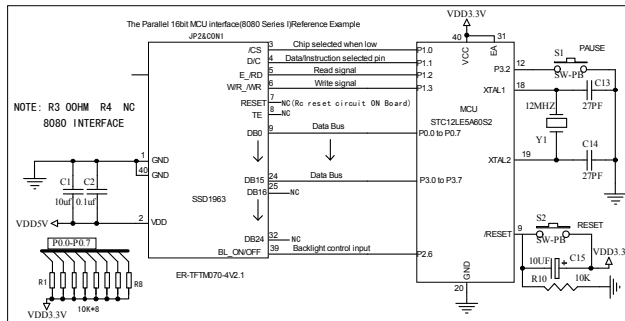 The Parallel 16bit MCU interface(8080 Series I)Reference Example
JP2&CON1
NOTE: R3 0OHM R4 NC
8080 INTERFACE
/CS
3
Chip selected when low
P1.0
D/C
4
Data/Instruction selected pin
P1.1
E_/RD
5
Read signal
P1.2
W/R_/WR
6
Write signal
P1.3
RESET
7
NC(Rc reset circuit ON Board)
TE
8
NC
DB0
9
Data Bus
P0.0 to P0.7
DB15
24
Data Bus
P3.0 to P3.7
DB16
25
NC
DB24
32
NC
BL_ON/OFF
39
Backlight control input
P2.6
1
GND
40
GND
2
VDD
SSD1963
ER-TFTM070-4V2.1
C1
C2
10uf
0.1uf
VDD5V
P0.0-P0.7
R1
R8
10K*8
VDD3.3V
VDD3.3V
40
31
VCC
EA
MCU
STC12LE5A60S2
P3.2
12
S1
PAUSE
SW-PB
XTAL1
18
C13
27PF
12MHZ
Y1
XTAL2
19
C14
27PF
/RESET
9
S2
RESET
SW-PB
VDD3.3V
10UF
C15
R10
10K
GND
20